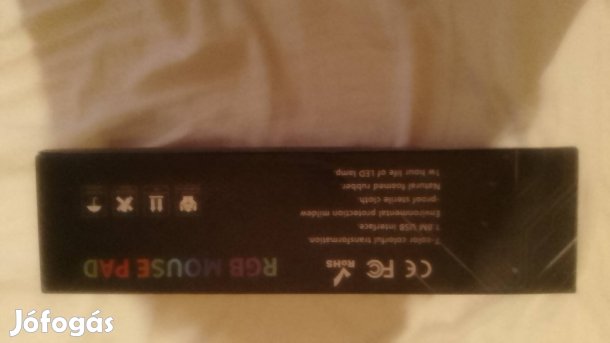 RGB MOUSE PAD
CE FC RoHS
7-color colorful transformation.
1.8M USB interface.
Environmental protection mildew
-proof sterile cloth.
Natural foamed rubber.
1w hour life of LED lamp.
Jófogás